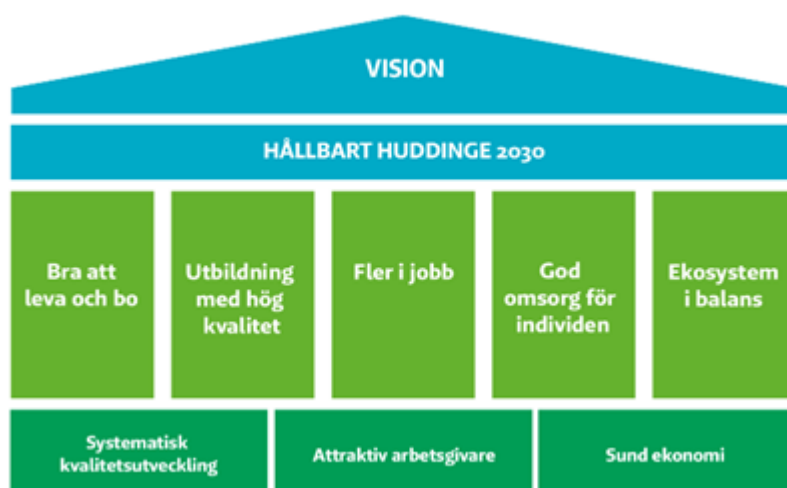 VISION
HÅLLBART HUDDINGE 2030
Bra att
leva och bo
Utbildning
med hög
kvalitet
Fler i jobb
God
omsorg för
individen
Ekosystem
i balans
Systematisk
kvalitetsutveckling
Attraktiv arbetsgivare
Sund ekonomi